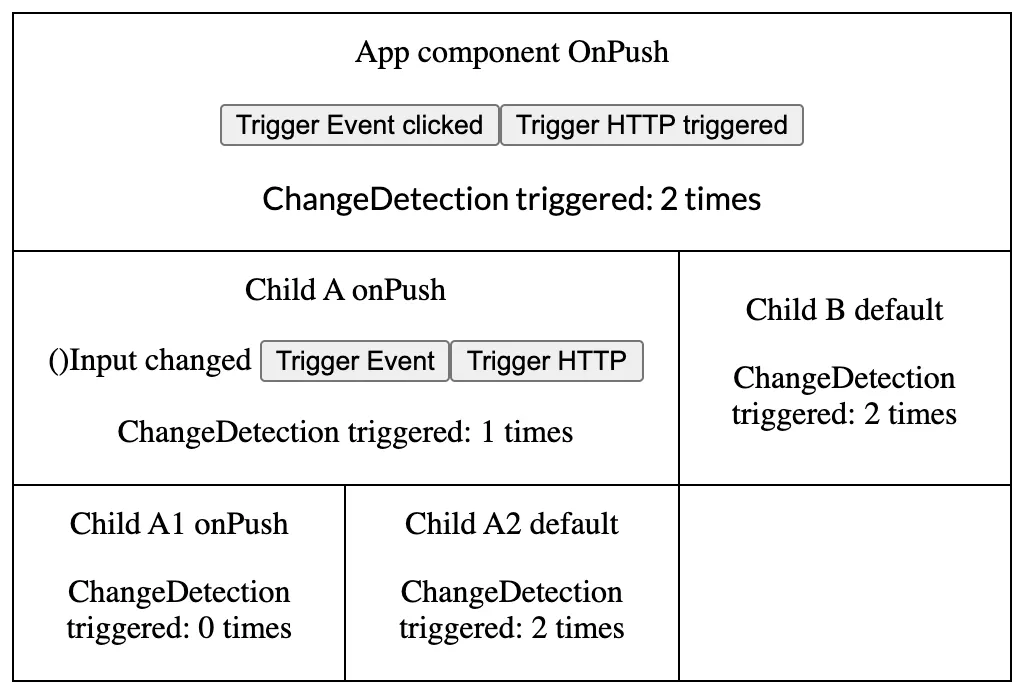 App component OnPush
Trigger Event clicked Trigger HTTP triggered
ChangeDetection triggered: 2 times
Child A onPush
()Input changed Trigger Event Trigger HTTP
ChangeDetection triggered: 1 times
Child B default
ChangeDetection
triggered: 2 times
Child A1 onPush
ChangeDetection
triggered: 0 times
Child A2 default
ChangeDetection
triggered: 2 times